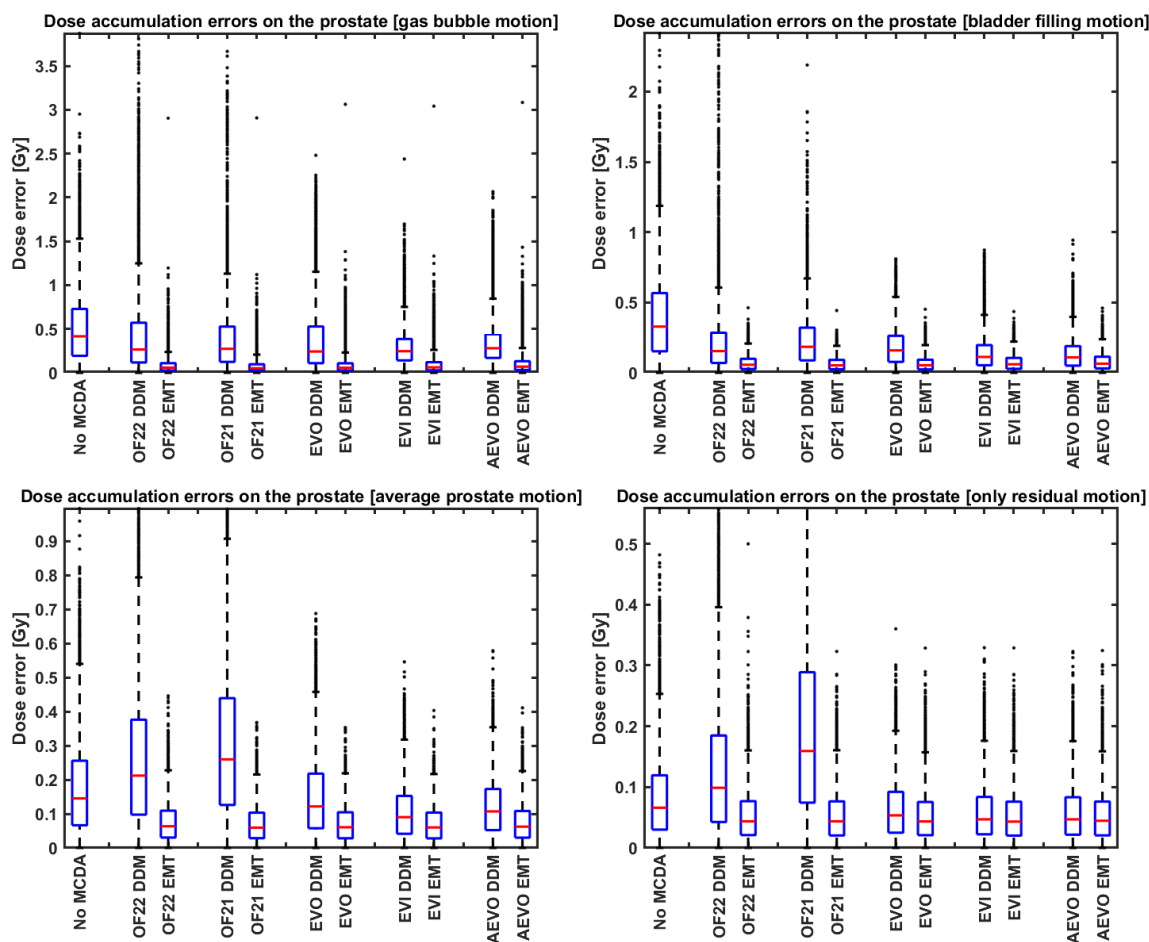 Dose accumulation errors on the prostate [gas bubble motion]
Dose error [Gy]
3.5
3
2.5
2
1.5
1
0.5
0
No MCDA
OF22 DDM
OF22 EMT
OF21 DDM
OF21 EMT
EVO DDM
EVO EMT
EVI DDM
EVI EMT
AEVO DDM
AEVO EMT
Dose accumulation errors on the prostate [bladder filling motion]
Dose error [Gy]
2
1.5
1
0.5
0
No MCDA
OF22 DDM
OF22 EMT
OF21 DDM
OF21 EMT
EVO DDM
EVO EMT
EVI DDM
EVI EMT
AEVO DDM
AEVO EMT
Dose accumulation errors on the prostate [average prostate motion]
Dose error [Gy]
0.9
0.8
0.7
0.6
0.5
0.4
0.3
0.2
0.1
0
No MCDA
OF22 DDM
OF22 EMT
OF21 DDM
OF21 EMT
EVO DDM
EVO EMT
EVI DDM
EVI EMT
AEVO DDM
AEVO EMT
Dose accumulation errors on the prostate [only residual motion]
Dose error [Gy]
0.5
0.4
0.3
0.2
0.1
0
No MCDA
OF22 DDM
OF22 EMT
OF21 DDM
OF21 EMT
EVO DDM
EVO EMT
EVI DDM
EVI EMT
AEVO DDM
AEVO EMT